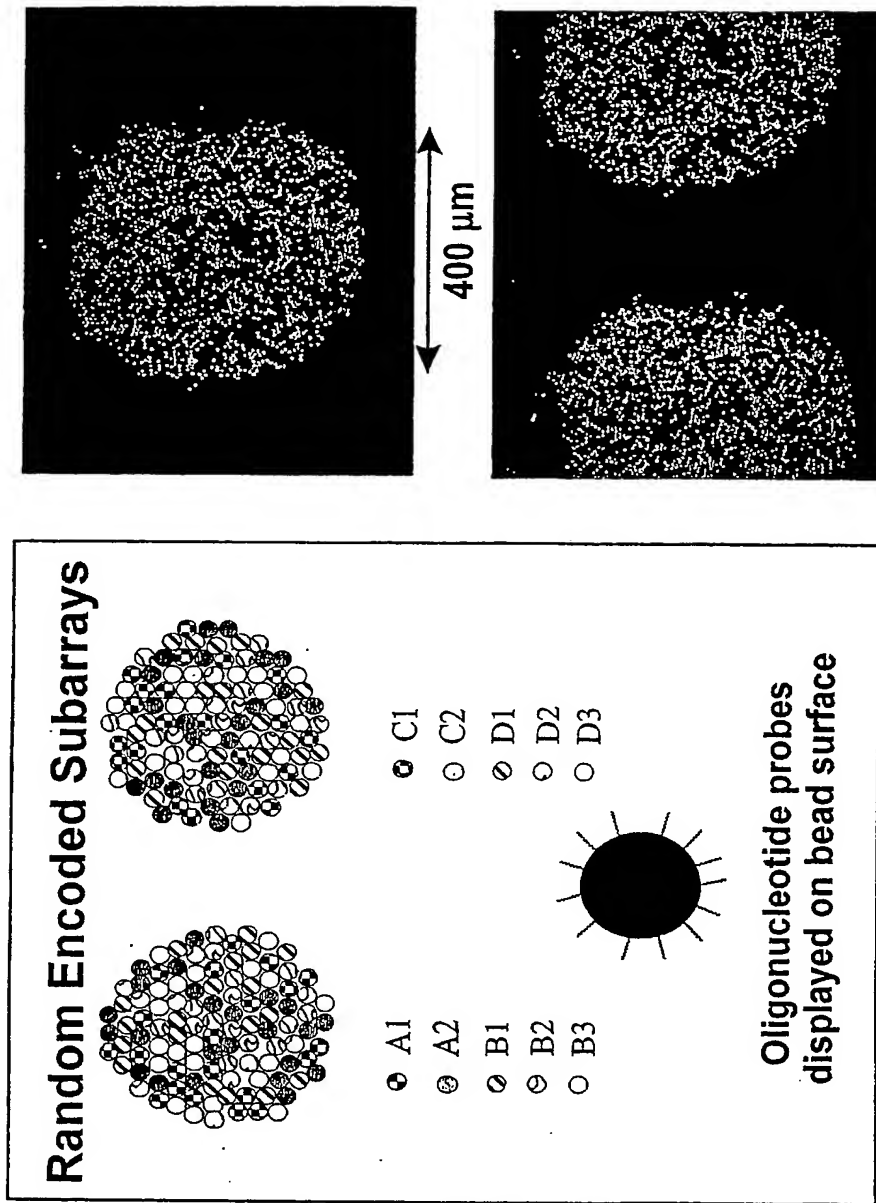 Random Encoded Subarrays
A1
A2
B1
B2
B3
C1
C2
D1
D2
D3
Oligonucleotide probes
displayed on bead surface
400 μm